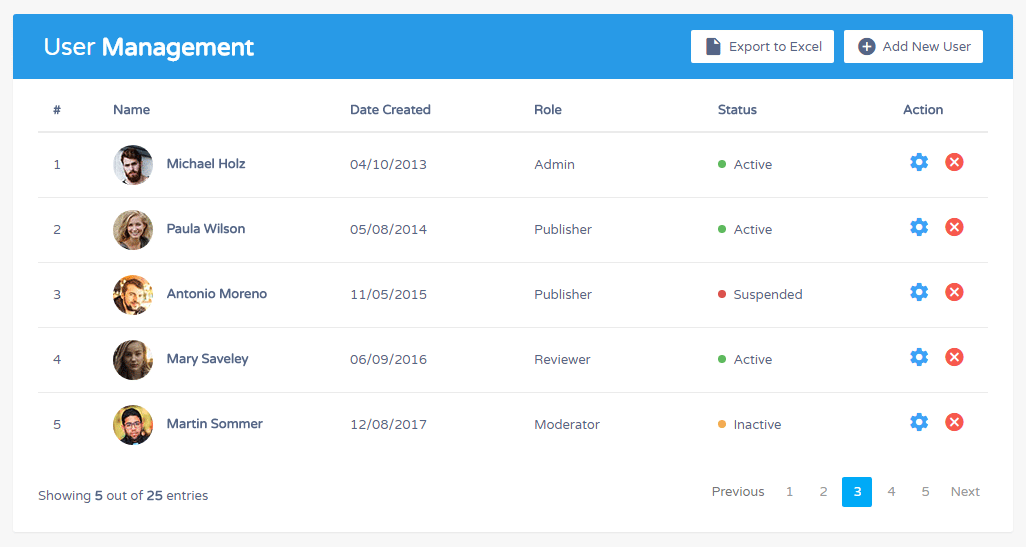 User Management
Export to Excel
Add New User
# Name Date Created Role Status Action
1 Michael Holz 04/10/2013 Admin Active
2 Paula Wilson 05/08/2014 Publisher Active
3 Antonio Moreno 11/05/2015 Publisher Suspended
4 Mary Saveley 06/09/2016 Reviewer Active
5 Martin Sommer 12/08/2017 Moderator Inactive
Showing 5 out of 25 entries
Previous 1 2 3 4 5 Next